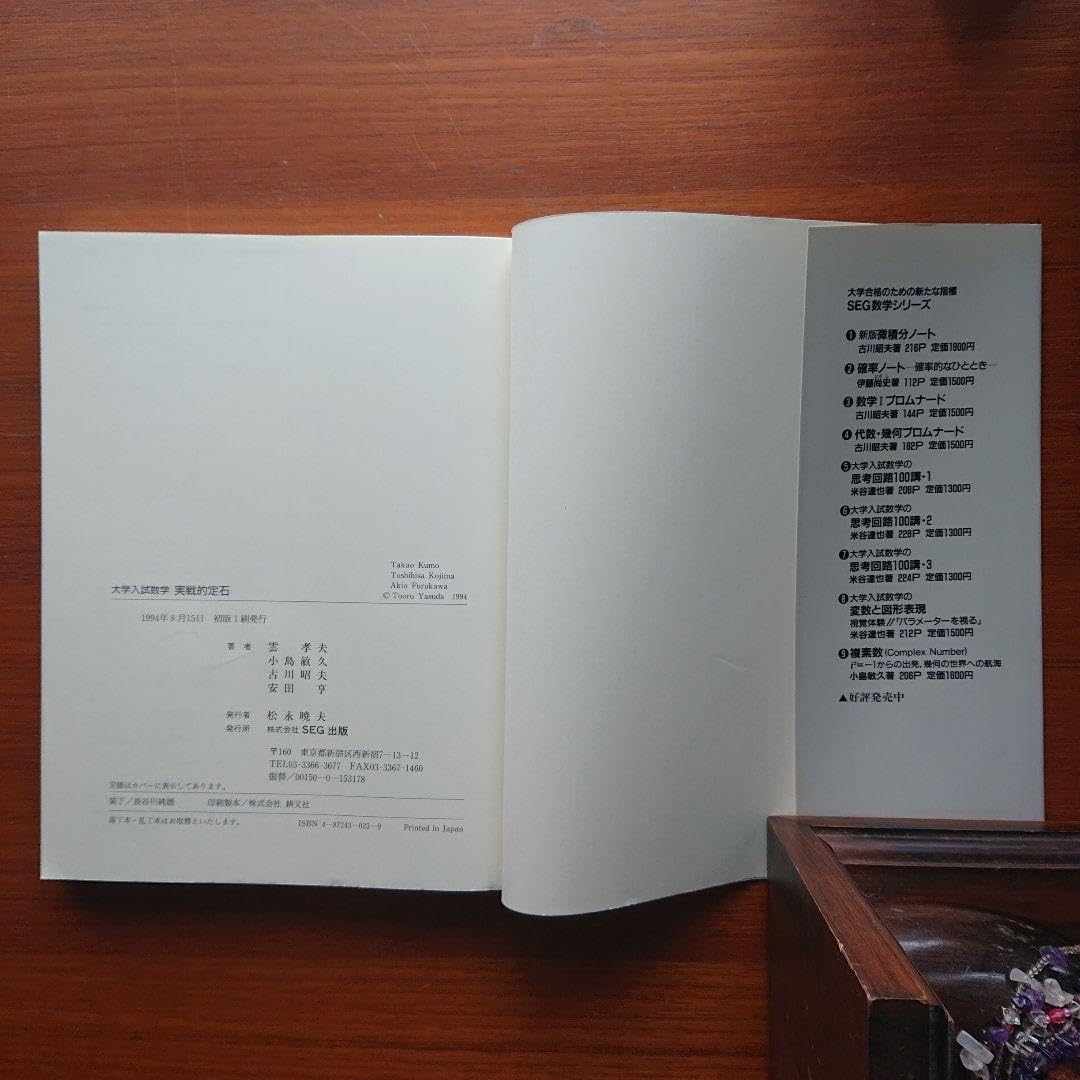 Takao Kumo
Toshihisa Kojima
Akio Furukawa
© Tooru Yasuda 1994
大学入試数学 実戦的定石
1994年8月15日 初版1刷発行
著者 雲 孝夫
小島敏久
古川昭夫
安田 亨
発行者 松永暁夫
発行所 株式会社 SEG 出版
〒160 東京都新宿区西新宿7-13-12
TEL03-3366-3677 FAX03-3367-1460
振替/00150-0-153178
定価はカバーに表示してあります。
装丁/長谷川純雄 印刷製本/株式会社 耕文社
落丁本・乱丁本はお取替えいたします。 ISBN 4-87243-023-9 Printed in Japan
大学合格のための新たな指標
SEG数学シリーズ
❶ 新版微積分ノート
古川昭夫著 216P 定価1900円
❷ 確率ノート—確率的なひととき—
伊藤尚史著 112P 定価1500円
❸ 数学Ⅰプロムナード
古川昭夫著 144P 定価1500円
❹ 代数・幾何プロムナード
古川昭夫著 182P 定価1500円
❺大学入試数学の
思考回路100講・1
米谷達也著 208P 定価1300円
❻大学入試数学の
思考回路100講・2
米谷達也著 228P 定価1300円
❼大学入試数学の
思考回路100講・3
米谷達也著 224P 定価1300円
❽大学入試数学の
変数と図形表現
視覚体験//「パラメーターを視る」
米谷達也著 212P 定価1500円
❾複素数(Complex Number)
i²=-1からの出発、幾何の世界への航海
小島敏久著 206P 定価1600円
▲好評発売中